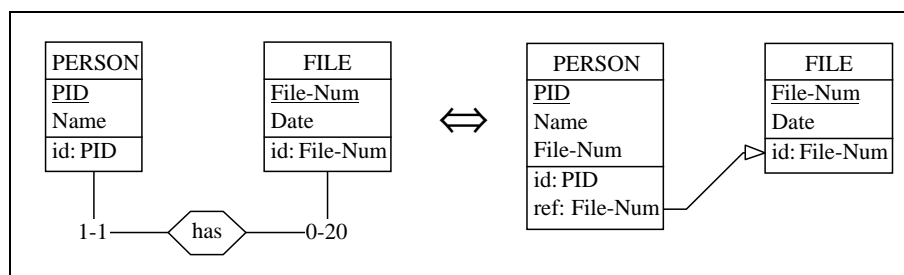 PERSON
PID
Name
id: PID
FILE
File-Num
Date
id: File-Num
1-1
has
0-20
⇔
PERSON
PID
Name
File-Num
id: PID
ref: File-Num
FILE
File-Num
Date
id: File-Num